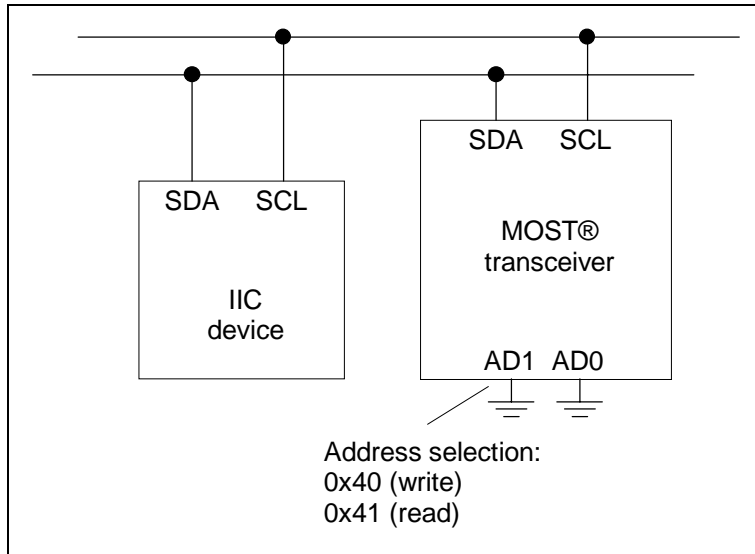 SDA SCL
MOST®
transceiver
SDA SCL
IIC
device
AD1 AD0
Address selection:
0x40 (write)
0x41 (read)